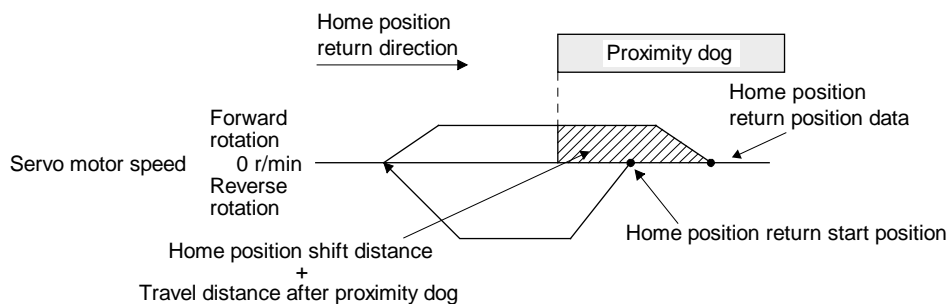 Home position
return direction
Proximity dog
Home position
return position data
Forward
rotation
Servo motor speed
0 r/min
Reverse
rotation
Home position return start position
Home position shift distance
+
Travel distance after proximity dog